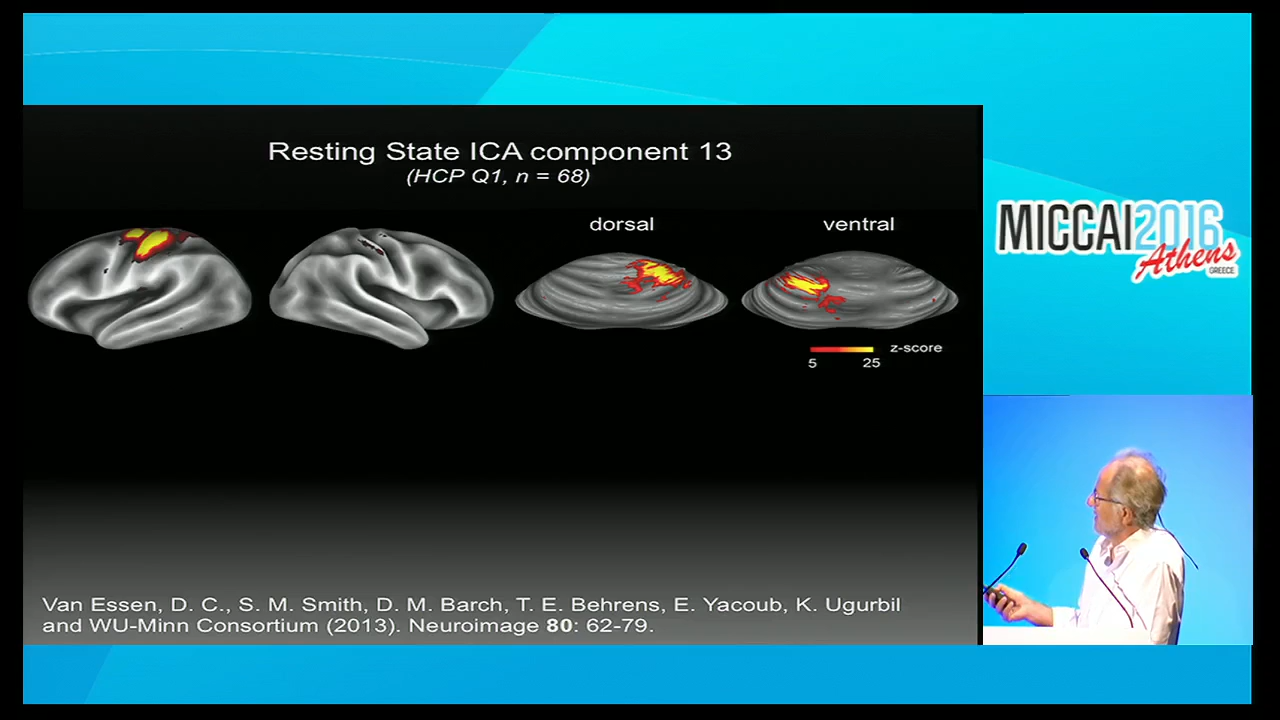 Resting State ICA component 13
(HCP Q1, n = 68)
dorsal
ventral
z-score
5
25
Van Essen, D. C., S. M. Smith, D. M. Barch, T. E. Behrens, E. Yacoub, K. Ugurbil
and WU-Minn Consortium (2013). Neuroimage 80: 62-79.
MICCAI2016
Athens
GREECE